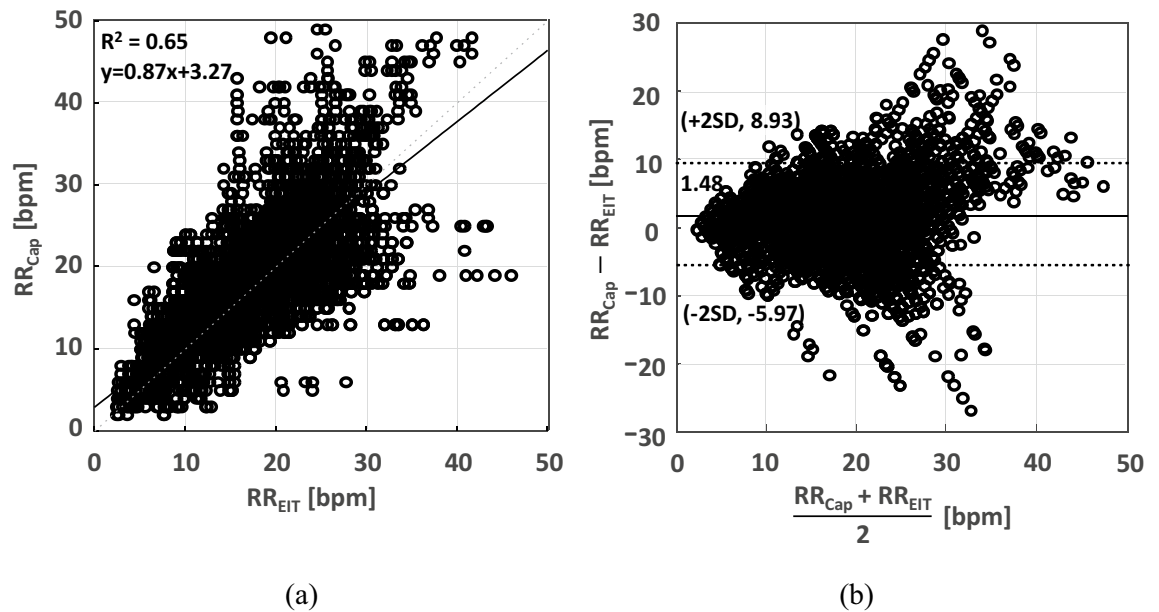 R² = 0.65
y=0.87x+3.27
50
40
30
20
10
0
RR_Cap [bpm]
0 10 20 30 40 50
RR_EIT [bpm]
(a)
30
20
10
0
−10
−20
−30
RR_Cap − RR_EIT [bpm]
(+2SD, 8.93)
1.48
(-2SD, -5.97)
0 10 20 30 40 50
RR_Cap + RR_EIT
2
[bpm]
(b)